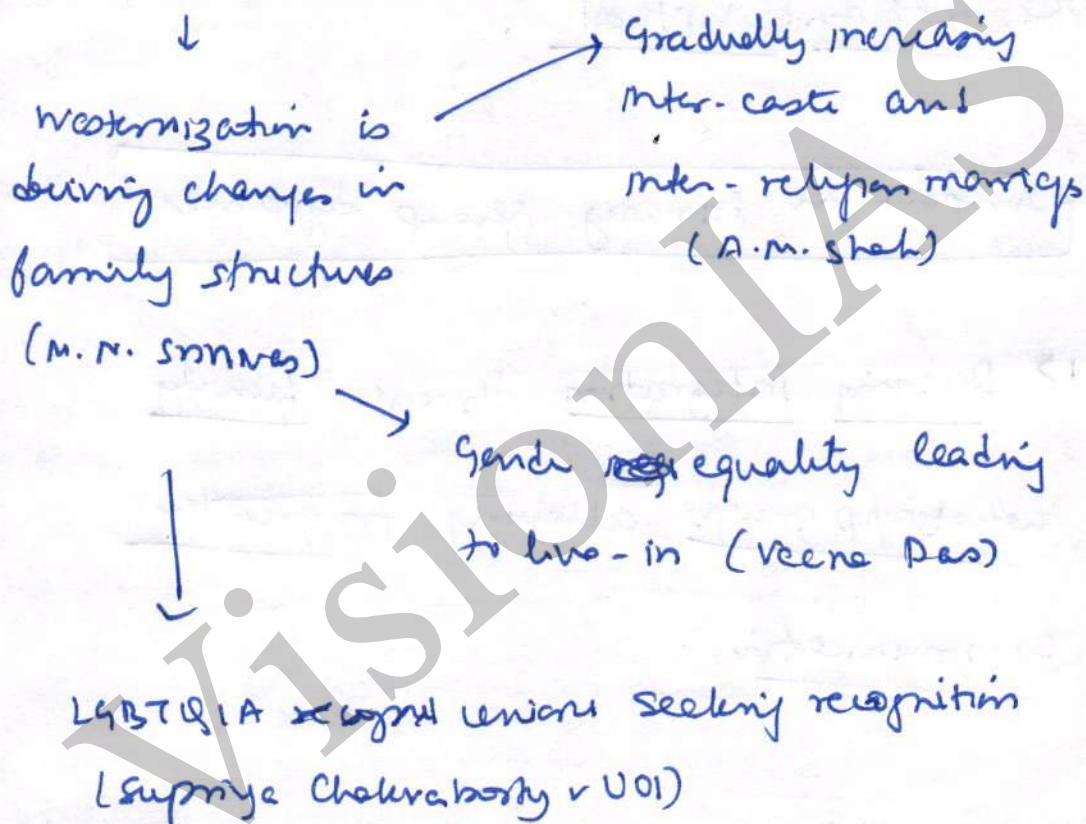 Westernization is
driving changes in
family structures
(M.N. Srinivas)
Gradually increasing
inter-caste and
inter-religion marriages
(A.M. Shah)
Gender equality leading
to live-in (Veena Das)
LGBTQIA unions seeking recognition
(Supriya Chakraborty v UOI)
VisionIAS